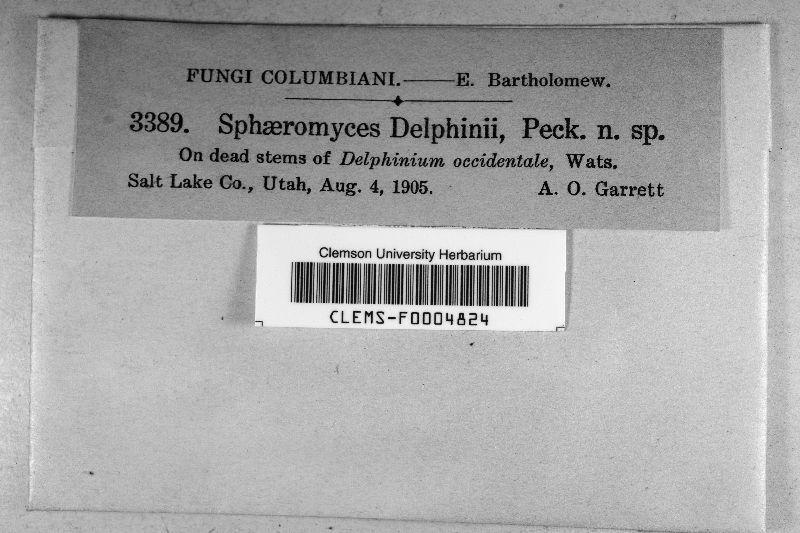 FUNGI COLUMBIANI.——E. Bartholomew.
3389. Sphæromyces Delphinii, Peck. n. sp.
On dead stems of Delphinium occidentale, Wats.
Salt Lake Co., Utah, Aug. 4, 1905. A. O. Garrett
Clemson University Herbarium
CLEMS-F0004824